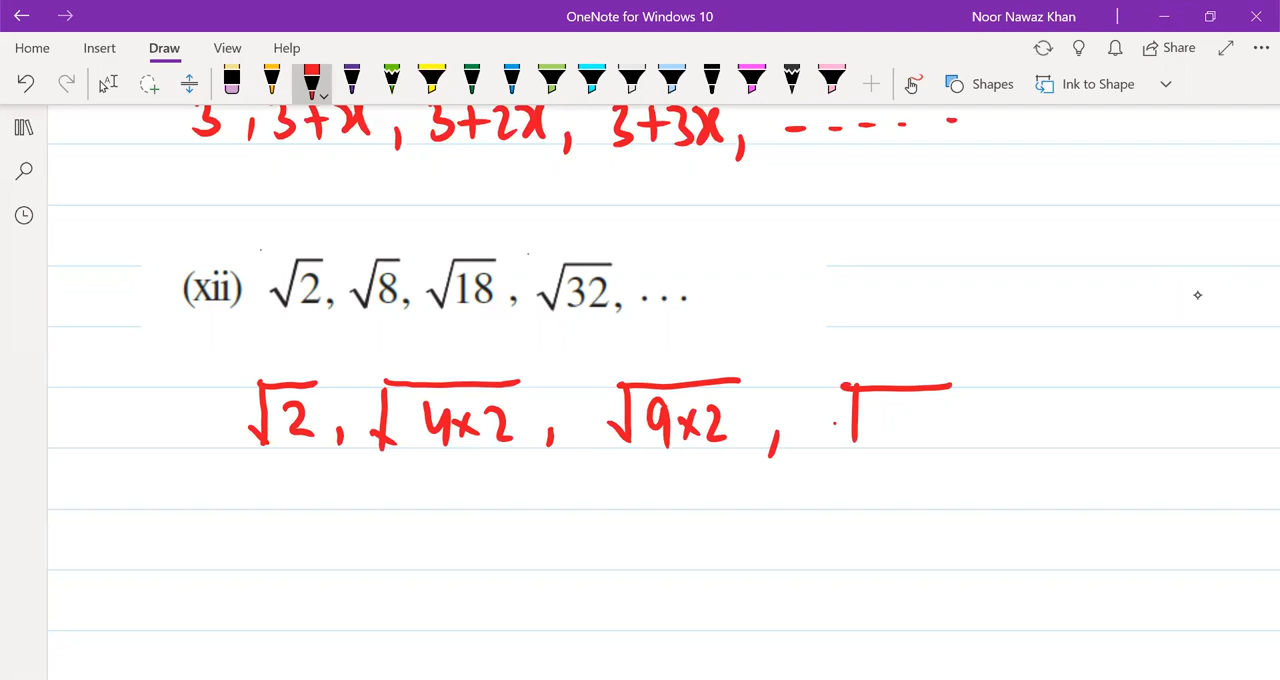 OneNote for Windows 10
Noor Nawaz Khan
Home Insert Draw View Help Share
Shapes Ink to Shape
3, 3+x, 3+2x, 3+3x, - - - - -
(xii) √2, √8, √18, √32, ...
√2, √4×2, √9×2, √